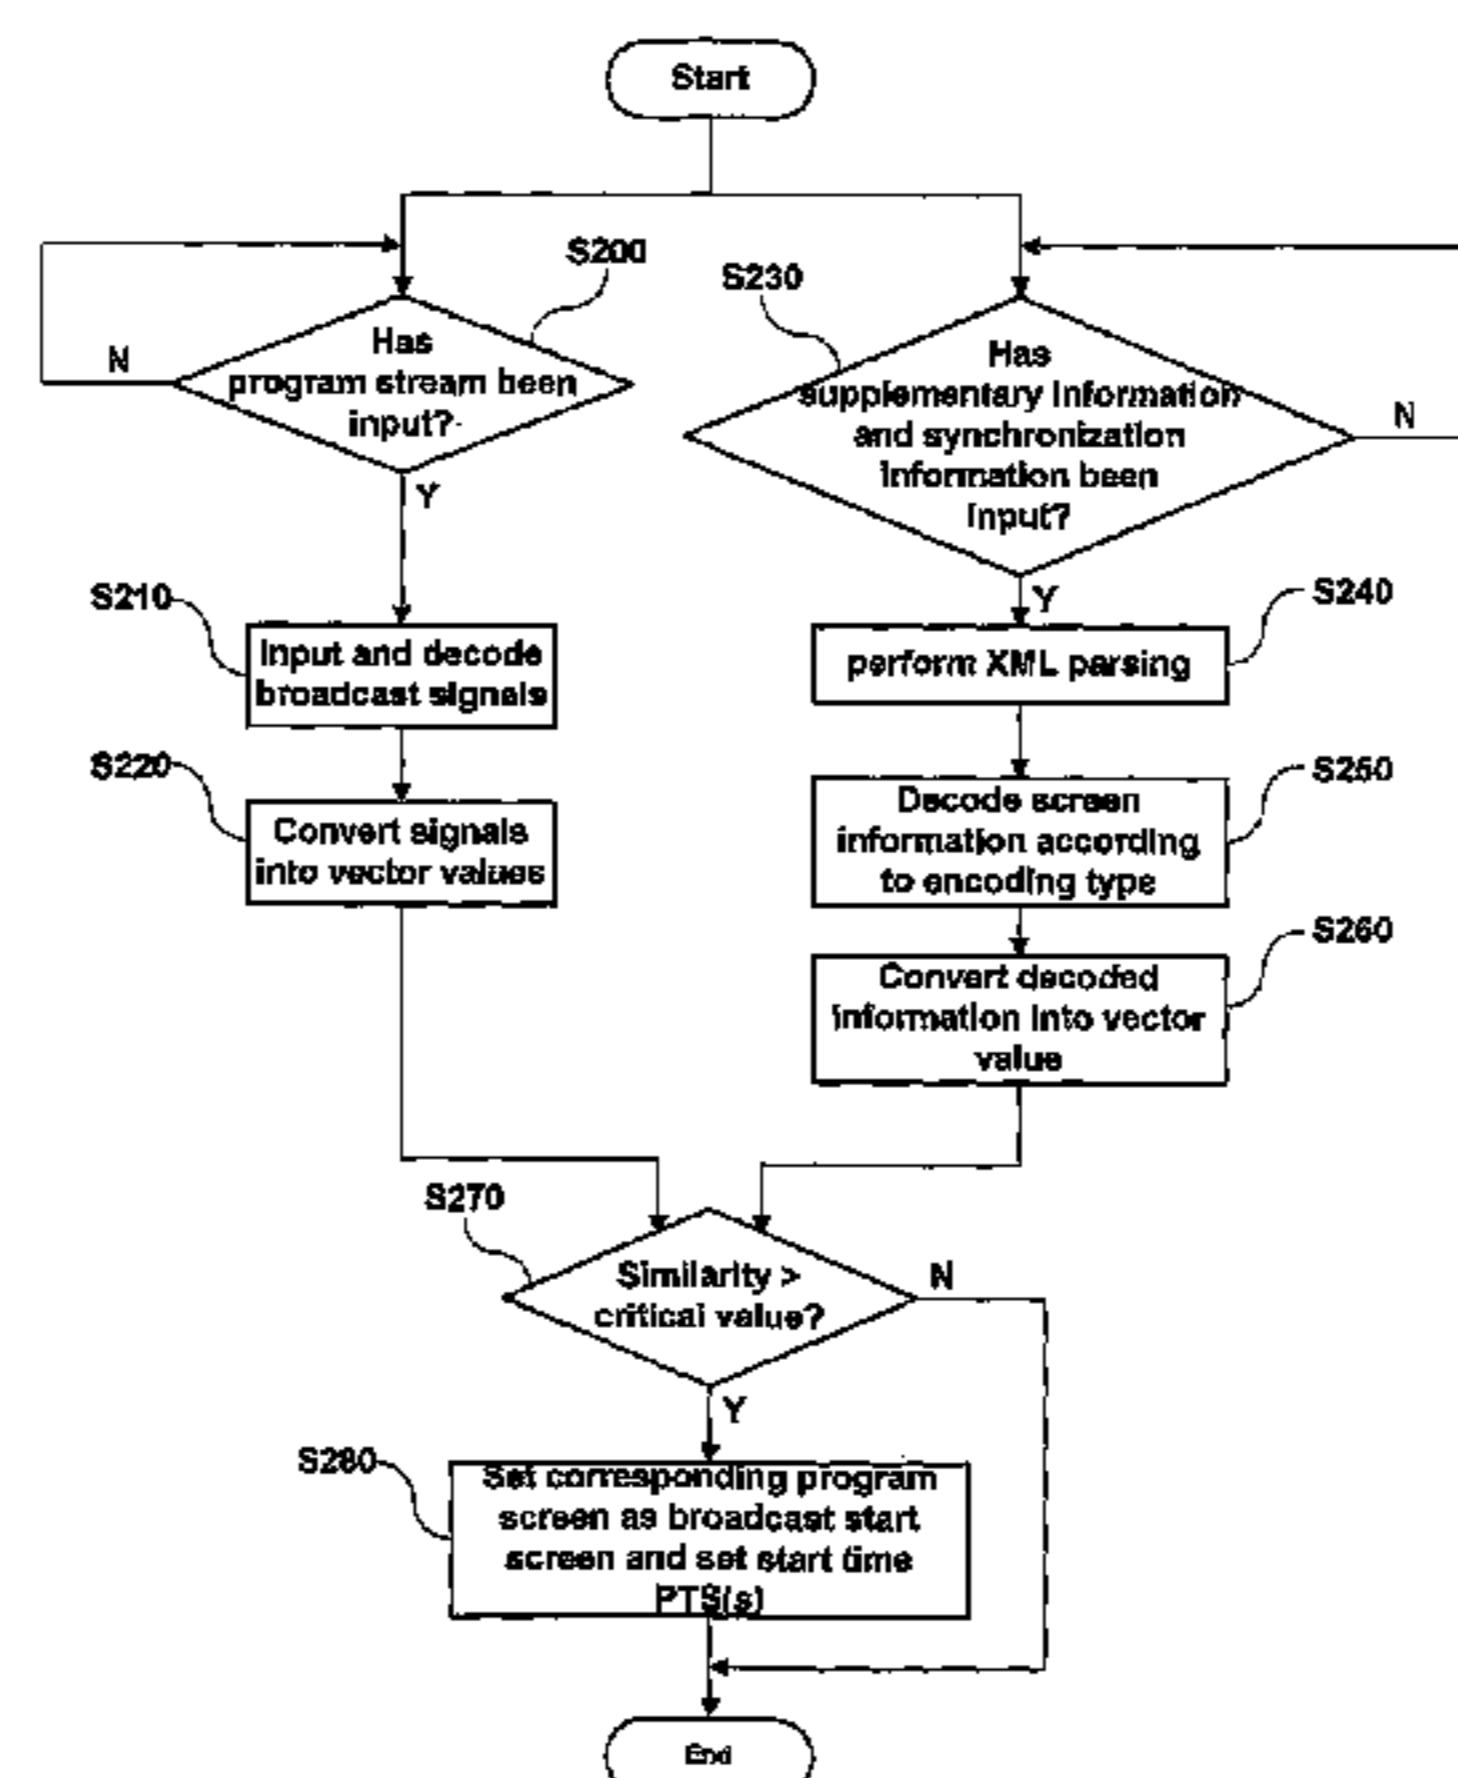 Start
S200
Has
program stream been
input?
N
Y
S230
Has
supplementary information
and synchronization
information been
input?
N
Y
S210
Input and decode
broadcast signals
S240
perform XML parsing
S220
Convert signals
into vector values
S250
Decode screen
information according
to encoding type
S260
Convert decoded
information into vector
value
S270
Similarity >
critical value?
N
Y
S280
Set corresponding program
screen as broadcast start
screen and set start time
PTS(s)
End